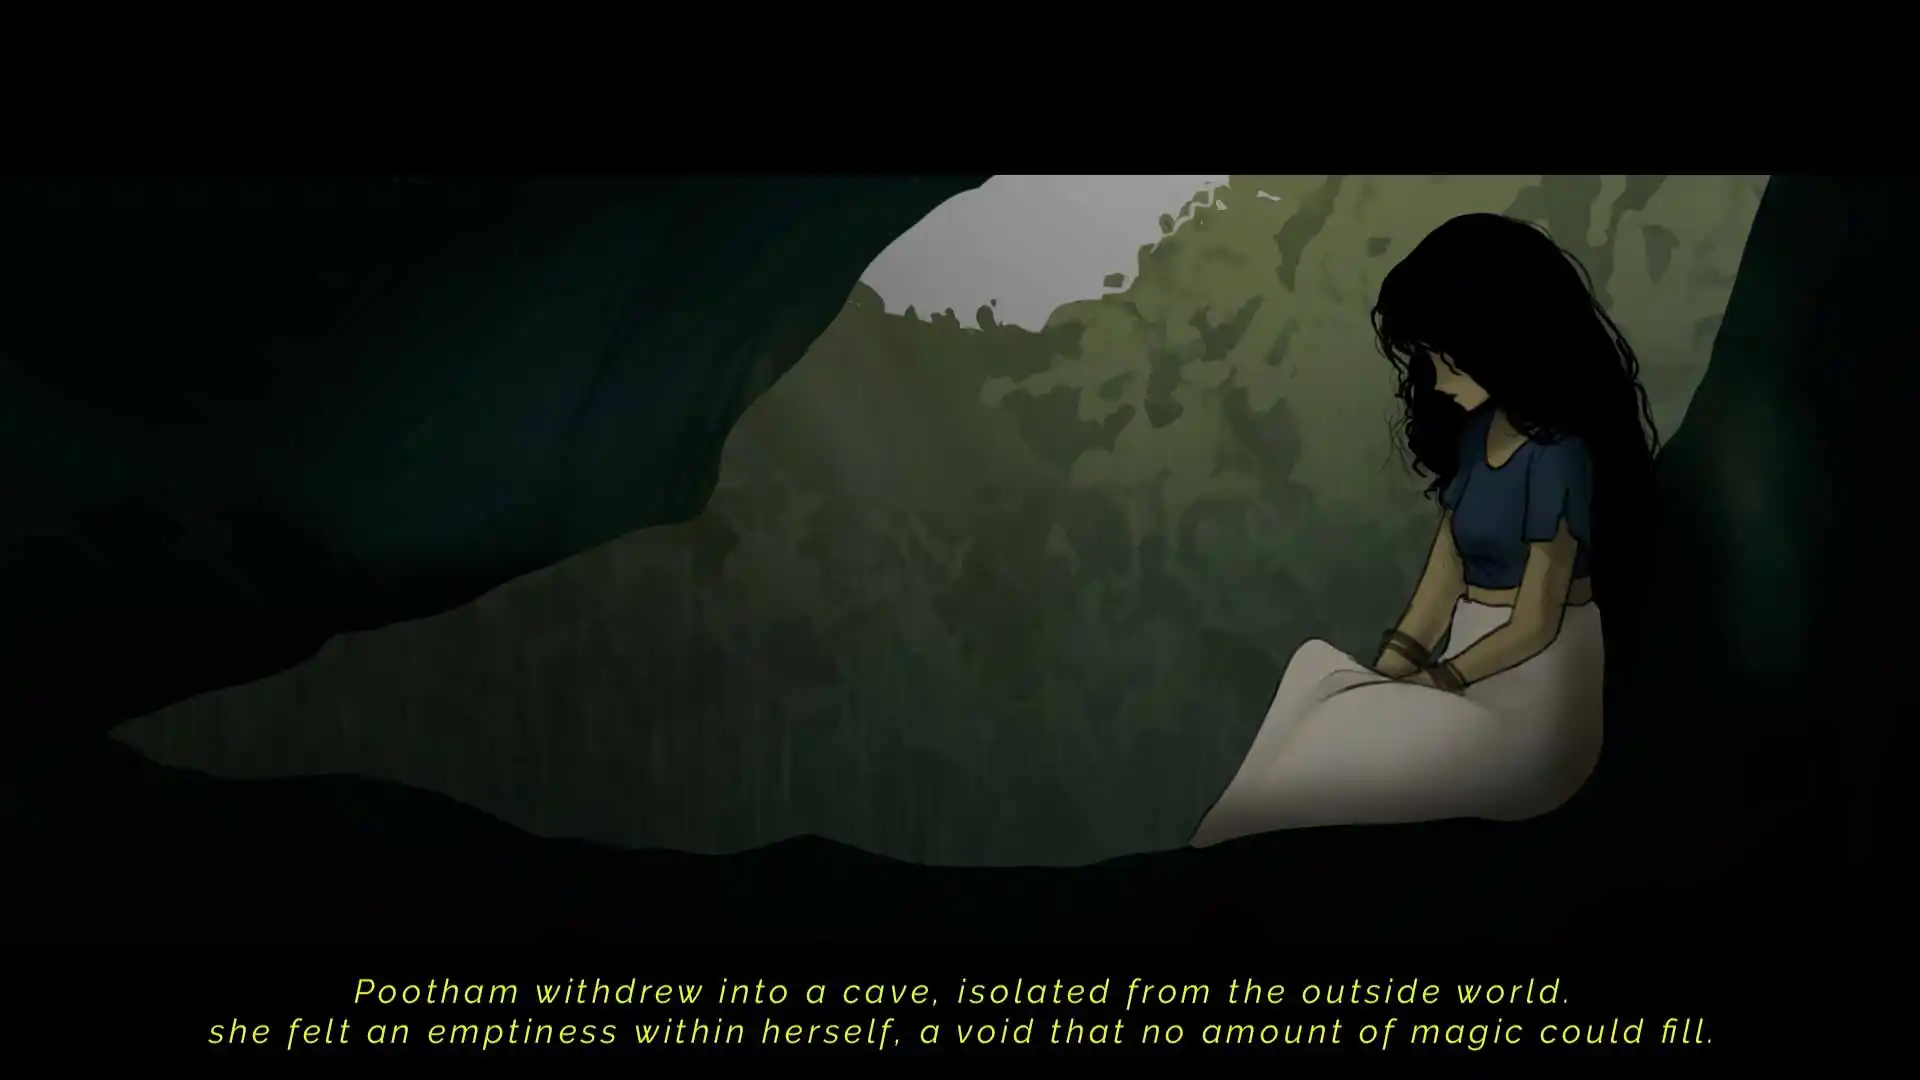 Pootham withdrew into a cave, isolated from the outside world.
she felt an emptiness within herself, a void that no amount of magic could fill.